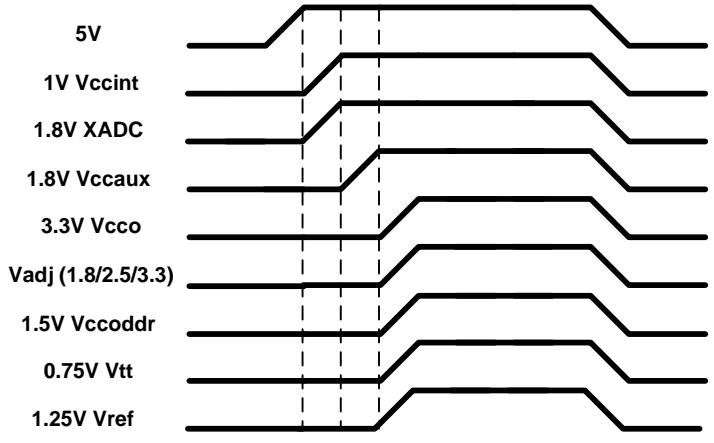 5V
1V Vccint
1.8V XADC
1.8V Vccaux
3.3V Vcco
Vadj (1.8/2.5/3.3)
1.5V Vccoddr
0.75V Vtt
1.25V Vref